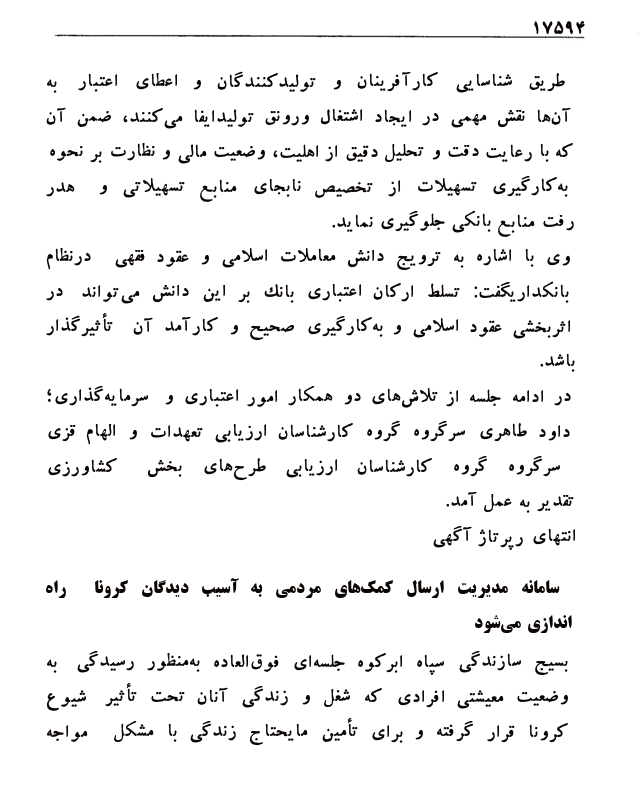 ۱۷۵۹۴
طریق شناسایی کارآفرینان و تولیدکنندگان و اعطای اعتبار به
آن‌ها نقش مهمی در ایجاد اشتغال ورونق تولیدایفا می‌کنند، ضمن آن
که با رعایت دقت و تحلیل دقیق از اهلیت، وضعیت مالی و نظارت بر نحوه
به‌کارگیری تسهیلات از تخصیص نابجای منابع تسهیلاتی و هدر
رفت منابع بانکی جلوگیری نماید.
وی با اشاره به ترویج دانش معاملات اسلامی و عقود فقهی درنظام
بانکداریگفت: تسلط ارکان اعتباری بانک بر این دانش می‌تواند در
اثربخشی عقود اسلامی و به‌کارگیری صحیح و کارآمد آن تأثیرگذار
باشد.
در ادامه جلسه از تلاش‌های دو همکار امور اعتباری و سرمایه‌گذاری؛
داود طاهری سرگروه گروه کارشناسان ارزیابی تعهدات و الهام قزی
سرگروه گروه کارشناسان ارزیابی طرح‌های بخش کشاورزی
تقدیر به عمل آمد.
انتهای رپرتاژ آگهی
سامانه مدیریت ارسال کمک‌های مردمی به آسیب دیدگان کرونا راه
اندازی می‌شود
بسیج سازندگی سپاه ابرکوه جلسه‌ای فوق‌العاده به‌منظور رسیدگی به
وضعیت معیشتی افرادی که شغل و زندگی آنان تحت تأثیر شیوع
کرونا قرار گرفته و برای تأمین مایحتاج زندگی با مشکل مواجه